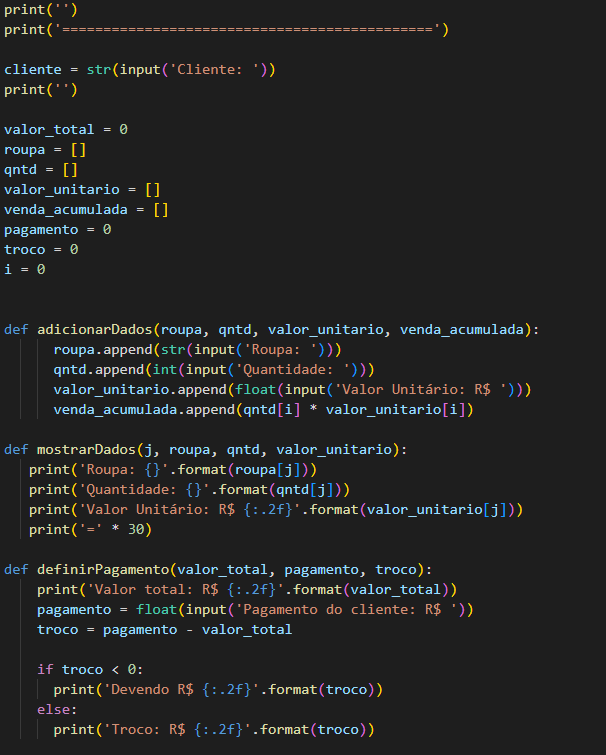 print('')
print('=============================================')
cliente = str(input('Cliente: '))
print('')
valor_total = 0
roupa = []
qntd = []
valor_unitario = []
venda_acumulada = []
pagamento = 0
troco = 0
i = 0
def adicionarDados(roupa, qntd, valor_unitario, venda_acumulada):
roupa.append(str(input('Roupa: ')))
qntd.append(int(input('Quantidade: ')))
valor_unitario.append(float(input('Valor Unitário: R$ ')))
venda_acumulada.append(qntd[i] * valor_unitario[i])
def mostrarDados(j, roupa, qntd, valor_unitario):
print('Roupa: {}'.format(roupa[j]))
print('Quantidade: {}'.format(qntd[j]))
print('Valor Unitário: R$ {:.2f}'.format(valor_unitario[j]))
print('=' * 30)
def definirPagamento(valor_total, pagamento, troco):
print('Valor total: R$ {:.2f}'.format(valor_total))
pagamento = float(input('Pagamento do cliente: R$ '))
troco = pagamento - valor_total
if troco < 0:
print('Devendo R$ {:.2f}'.format(troco))
else:
print('Troco: R$ {:.2f}'.format(troco))